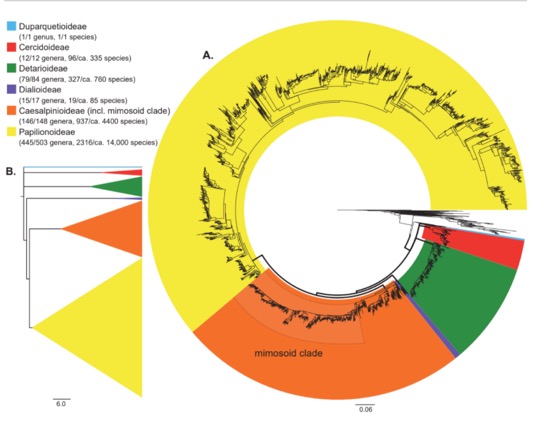 Duparquetioideae
(1/1 genus, 1/1 species)
Cercidoideae
(12/12 genera, 96/ca. 335 species)
Detarioideae
(79/84 genera, 327/ca. 760 species)
Dialioideae
(15/17 genera, 19/ca. 85 species)
Caesalpinioideae (incl. mimosoid clade)
(146/148 genera, 937/ca. 4400 species)
Papilionoideae
(445/503 genera, 2316/ca. 14,000 species)
A.
B.
mimosoid clade
6.0
0.06